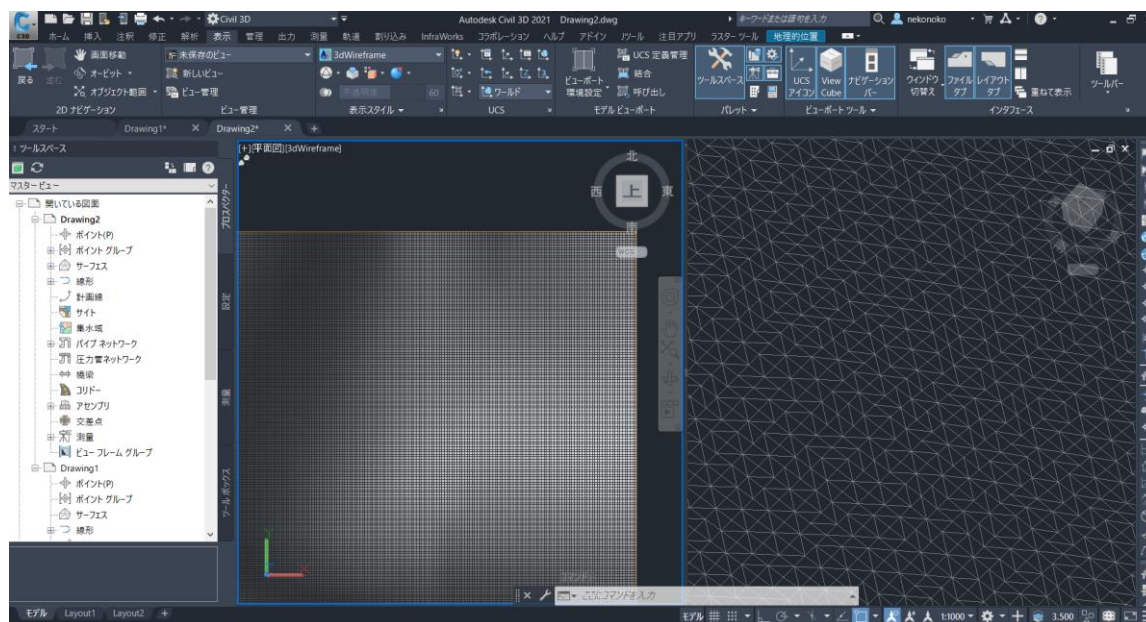 C3D
Civil 3D
Autodesk Civil 3D 2021 Drawing2.dwg
キーワードまたは語句を入力
nekonoko
ホーム 挿入 注釈 修正 解析 表示 管理 出力 測量 軌道 割り込み InfraWorks コラボレーション ヘルプ アドイン Jツール 注目アプリ ラスター ツール 地理的位置
戻る 進む
画面移動
オービット
オブジェクト範囲
2D ナビゲーション
未保存のビュー
新しいビュー
ビュー管理
ビュー管理
3dWireframe
不透明度 60
表示スタイル
ワールド
UCS
ビューポート
環境設定
UCS 定義管理
結合
呼び出し
モデル ビューポート
ツールスペース
パレット
UCS
アイコン
View
Cube
ナビゲーション
バー
ビューポート ツール
ウィンドウ
切替え
ファイル
タブ
レイアウト
タブ
重ねて表示
インタフェース
ツールバー
スタート Drawing1* Drawing2*
ツールスペース
マスター ビュー
開いている図面
Drawing2
ポイント(P)
ポイント グループ
サーフェス
線形
計画線
サイト
集水域
パイプ ネットワーク
圧力管ネットワーク
橋梁
コリドー
アセンブリ
交差点
測量
ビュー フレーム グループ
Drawing1
ポイント(P)
ポイント グループ
サーフェス
線形
プロスペクター
設定
測量
ツールボックス
[+][平面図][3dWireframe]
北
西 上 東
南
WCS
コマンド:
ここにコマンドを入力
モデル Layout1 Layout2 +
モデル 1:1000 3.500